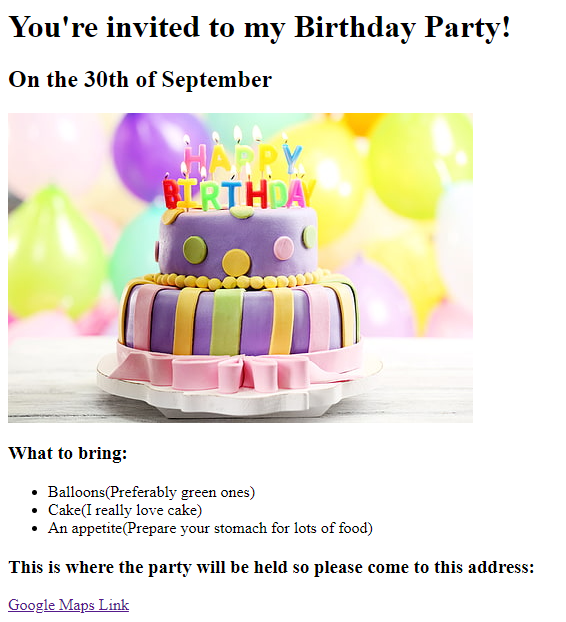 You're invited to my Birthday Party!
On the 30th of September
HAPPY
BIRTHDAY
What to bring:
Balloons(Preferably green ones)
Cake(I really love cake)
An appetite(Prepare your stomach for lots of food)
This is where the party will be held so please come to this address:
Google Maps Link